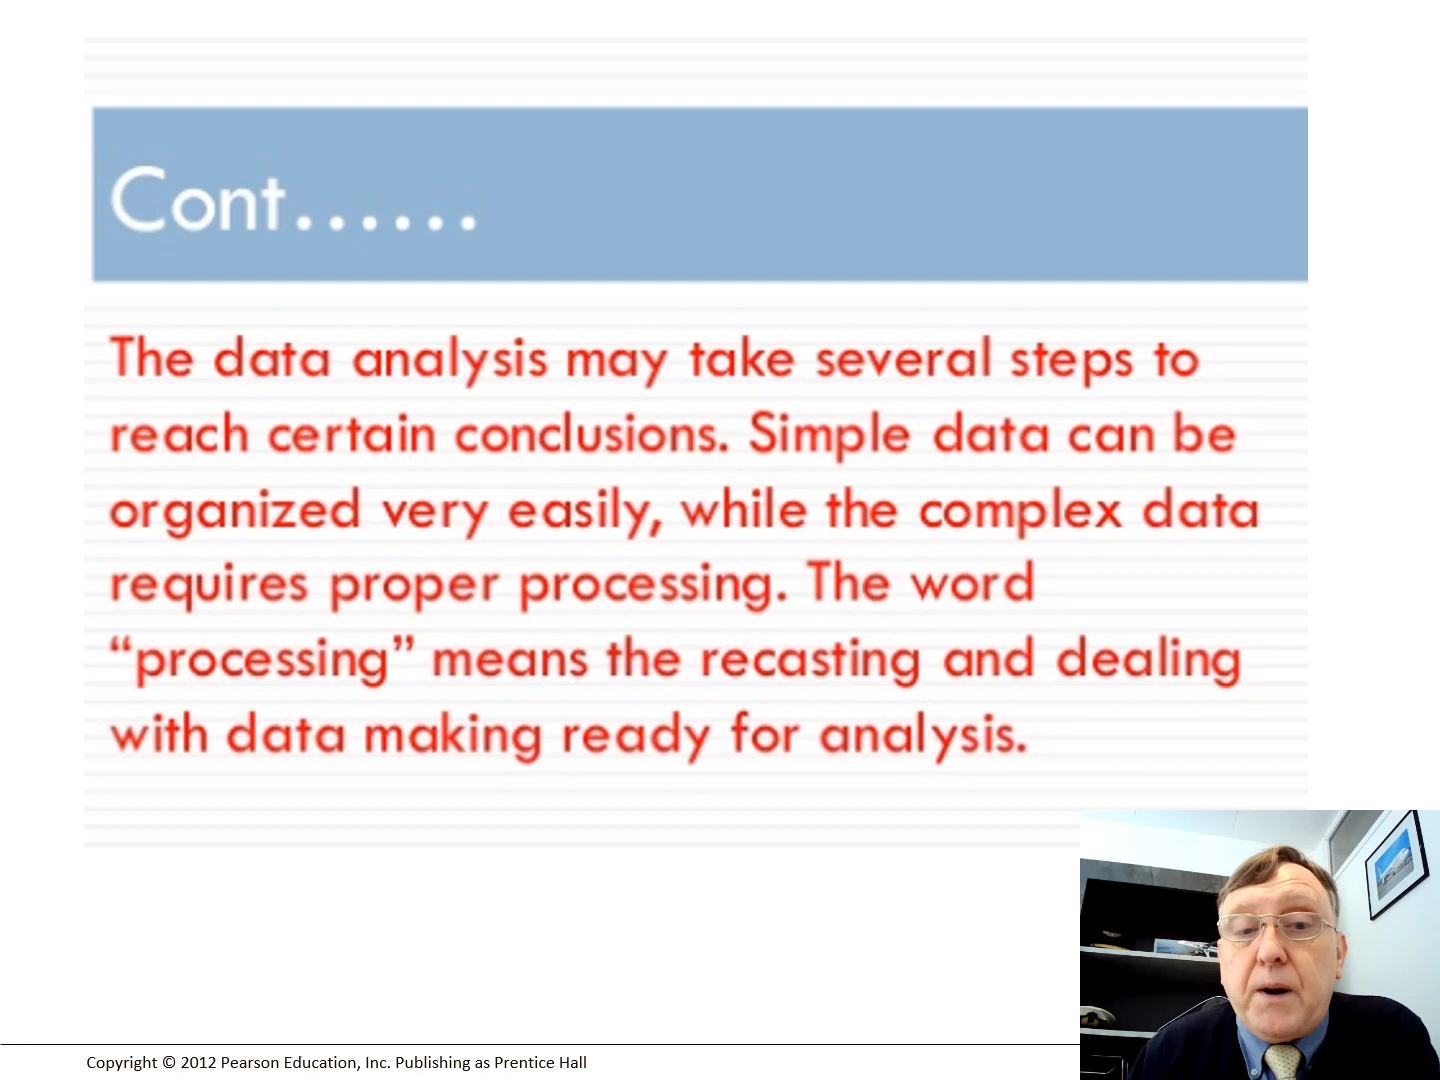 Cont......
The data analysis may take several steps to
reach certain conclusions. Simple data can be
organized very easily, while the complex data
requires proper processing. The word
“processing” means the recasting and dealing
with data making ready for analysis.
Copyright © 2012 Pearson Education, Inc. Publishing as Prentice Hall